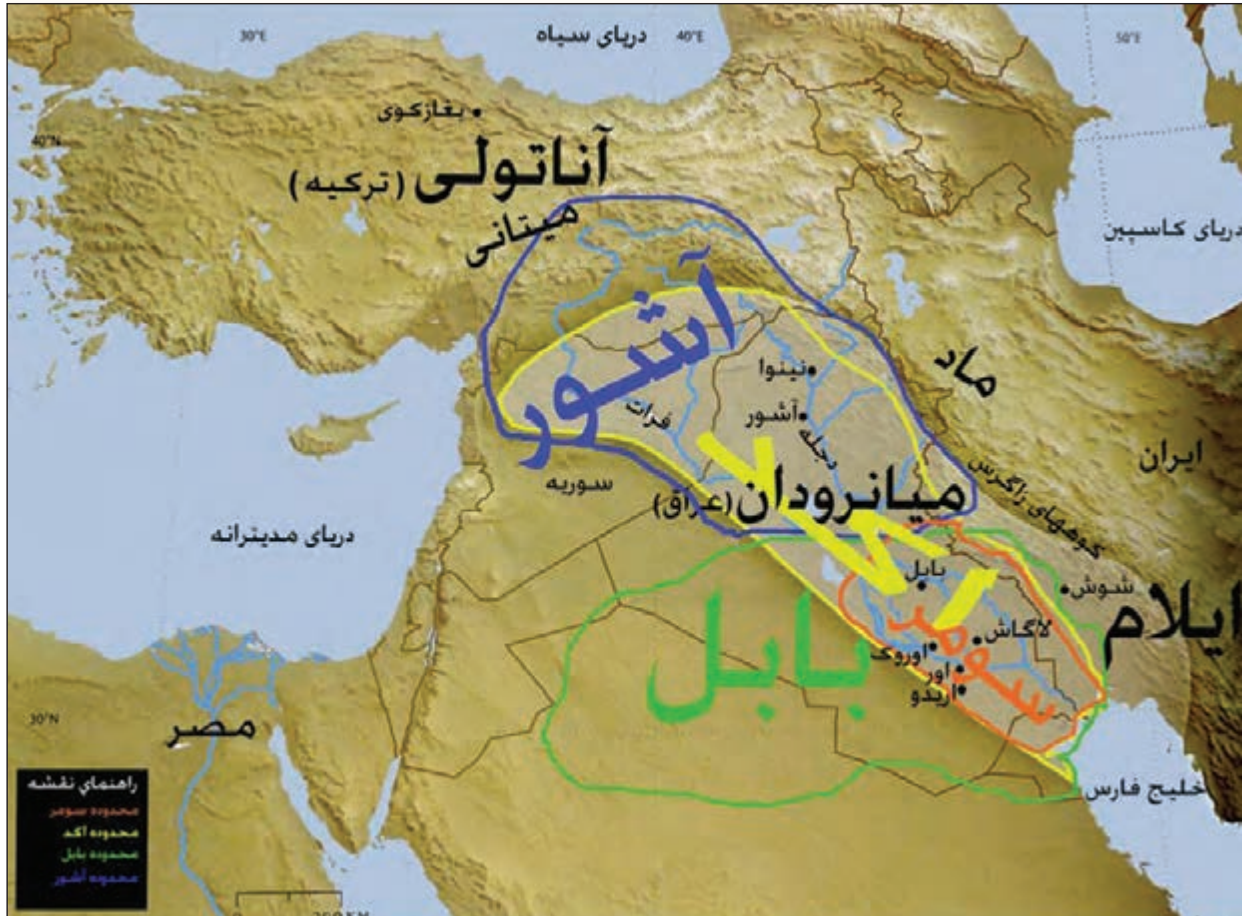 دریای سیاه
30°E
40°E
50°E
بغازکوی
40°N
آناتولی (ترکیه)
میتانی
دریای کاسپین
آشور
نینوا
ماد
آشور
فرات
دجله
ایران
سوریه
میانرودان (عراق)
کوههای زاگرس
دریای مدیترانه
اکد
بابل
شوش
ایلام
بابل
سومر
لاگاش
اوروک
اور
اریدو
30°N
مصر
خلیج فارس
راهنمای نقشه
محدوده سومر
محدوده اکد
محدوده بابل
محدوده آشور
0